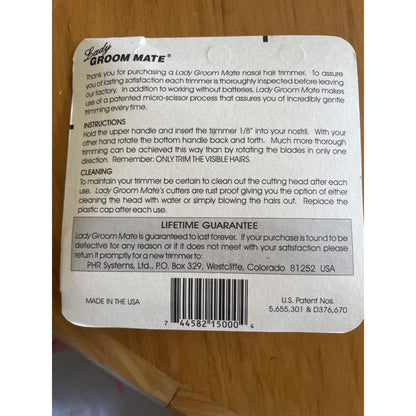 Lady
GROOM MATE®
Thank you for purchasing a Lady Groom Mate nasal hair trimmer. To assure
you of lasting satisfaction each trimmer is thoroughly inspected before leaving
our factory. In addition to working without batteries, Lady Groom Mate makes
use of a patented micro-scissor process that assures you of incredibly gentle
trimming every time.
INSTRUCTIONS
Hold the upper handle and insert the trimmer 1/8" into your nostril. With your
other hand rotate the bottom handle back and forth. Much more thorough
trimming can be achieved this way than by rotating the blades in only one
direction. Remember: ONLY TRIM THE VISIBLE HAIRS.
CLEANING
To maintain your trimmer be certain to clean out the cutting head after each
use. Lady Groom Mate's cutters are rust proof giving you the option of either
cleaning the head with water or simply blowing the hairs out. Replace the
plastic cap after each use.
LIFETIME GUARANTEE
Lady Groom Mate is guaranteed to last forever. If your purchase is found to be
defective for any reason or if it does not meet with your satisfaction please
return it promptly for a new trimmer to:
PHR Systems, Ltd., P.O. Box 329, Westcliffe, Colorado 81252 USA
MADE IN THE USA
7 44582 15000 4
U.S. Patent Nos.
5,655,301 & D376,670